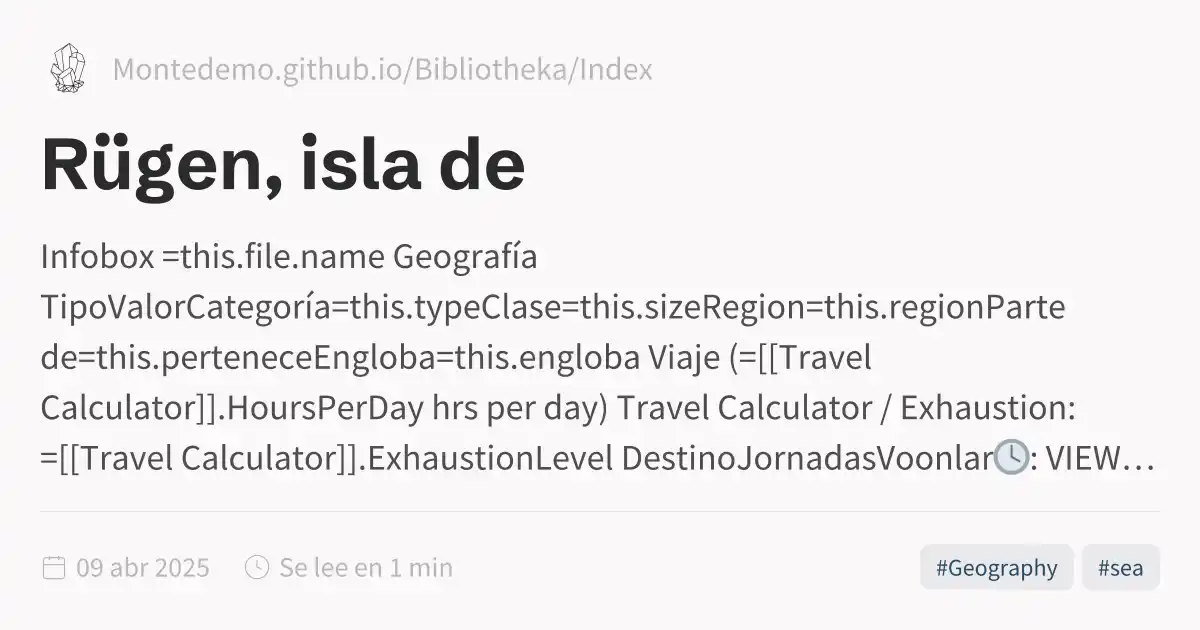 Montedemo.github.io/Bibliotheka/Index
Rügen, isla de
Infobox =this.file.name Geografía
TipoValorCategoría=this.typeClase=this.sizeRegion=this.regionParte
de=this.perteneceEngloba=this.engloba Viaje (=[[Travel
Calculator]].HoursPerDay hrs per day) Travel Calculator / Exhaustion:
=[[Travel Calculator]].ExhaustionLevel DestinoJornadasVoonlar🕓: VIEW…
09 abr 2025 Se lee en 1 min #Geography #sea